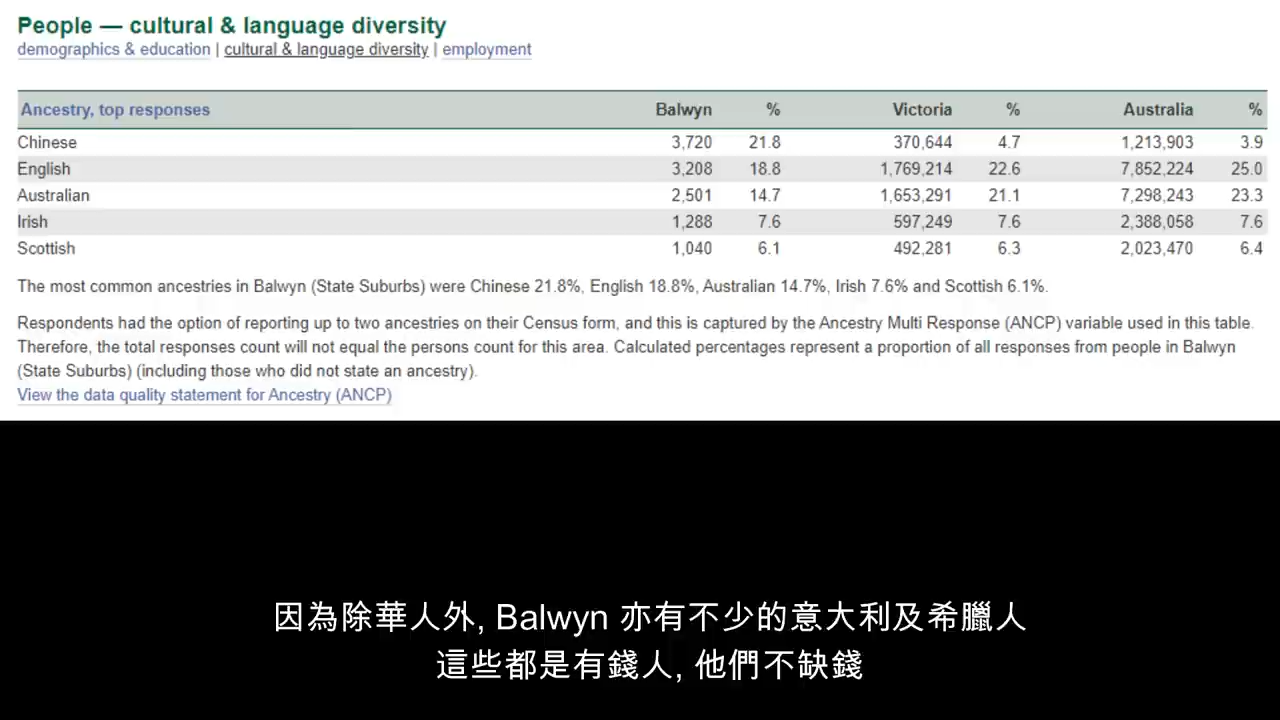 People — cultural & language diversity
demographics & education | cultural & language diversity | employment
Ancestry, top responses Balwyn % Victoria % Australia %
Chinese 3,720 21.8 370,644 4.7 1,213,903 3.9
English 3,208 18.8 1,769,214 22.6 7,852,224 25.0
Australian 2,501 14.7 1,653,291 21.1 7,298,243 23.3
Irish 1,288 7.6 597,249 7.6 2,388,058 7.6
Scottish 1,040 6.1 492,281 6.3 2,023,470 6.4
The most common ancestries in Balwyn (State Suburbs) were Chinese 21.8%, English 18.8%, Australian 14.7%, Irish 7.6% and Scottish 6.1%.
Respondents had the option of reporting up to two ancestries on their Census form, and this is captured by the Ancestry Multi Response (ANCP) variable used in this table.
Therefore, the total responses count will not equal the persons count for this area. Calculated percentages represent a proportion of all responses from people in Balwyn
(State Suburbs) (including those who did not state an ancestry).
View the data quality statement for Ancestry (ANCP)
因為除華人外, Balwyn 亦有不少的意大利及希臘人
這些都是有錢人, 他們不缺錢